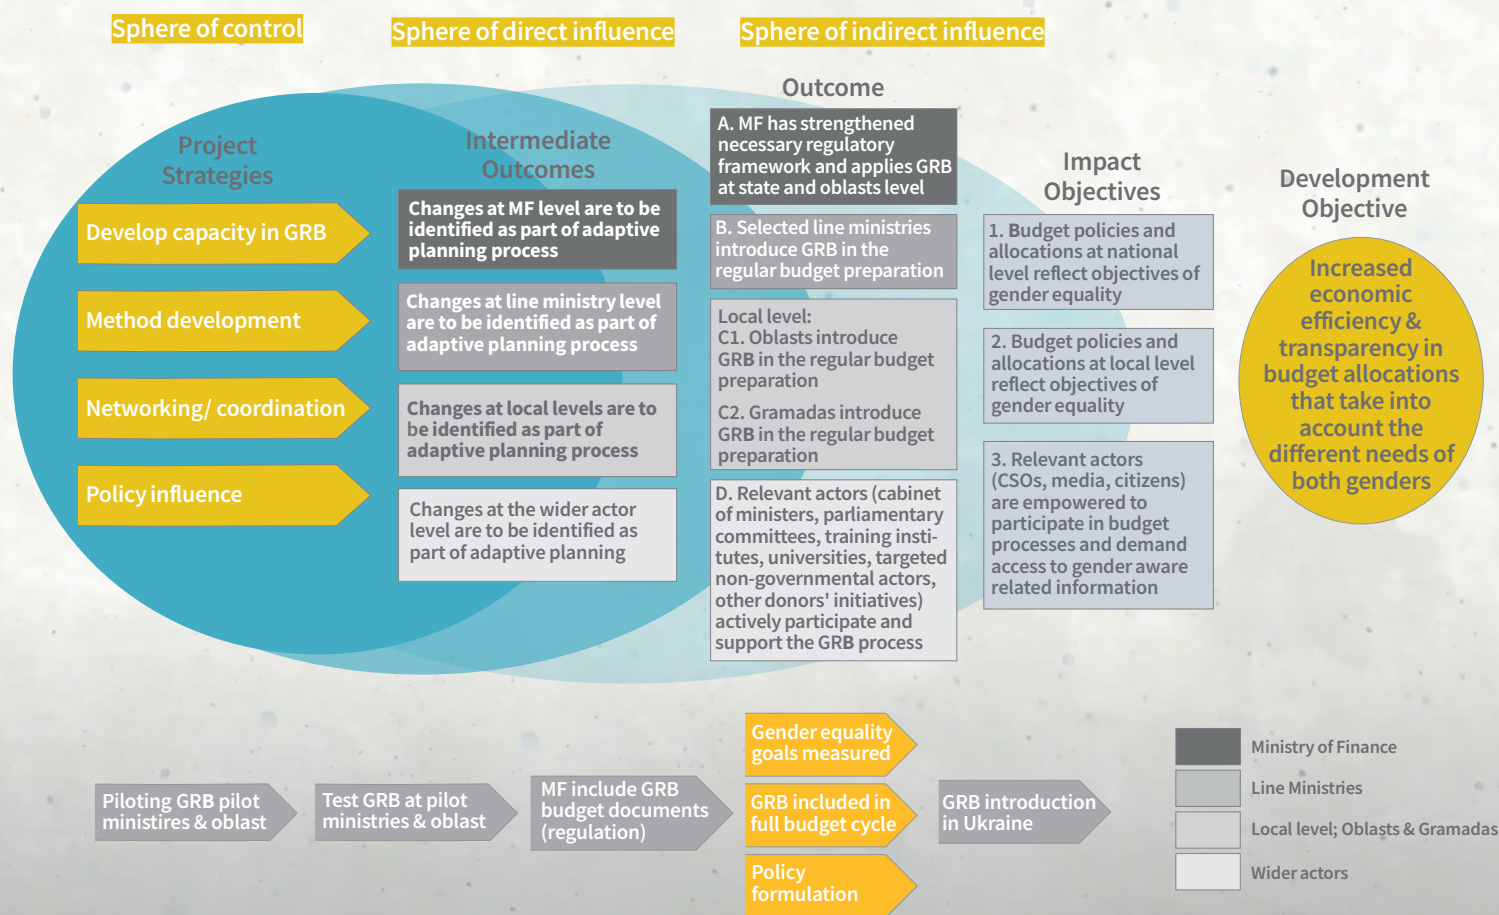 Sphere of control
Sphere of direct influence
Sphere of indirect influence
Project
Strategies
Develop capacity in GRB
Method development
Networking/ coordination
Policy influence
Intermediate
Outcomes
Changes at MF level are to be
identified as part of adaptive
planning process
Changes at line ministry level
are to be identified as part of
adaptive planning process
Changes at local levels are to
be identified as part of
adaptive planning process
Changes at the wider actor
level are to be identified as
part of adaptive planning
Outcome
A. MF has strengthened
necessary regulatory
framework and applies GRB
at state and oblasts level
B. Selected line ministries
introduce GRB in the
regular budget preparation
Local level:
C1. Oblasts introduce
GRB in the regular budget
preparation
C2. Gramadas introduce
GRB in the regular budget
preparation
D. Relevant actors (cabinet
of ministers, parliamentary
committees, training insti-
tutes, universities, targeted
non-governmental actors,
other donors' initiatives)
actively participate and
support the GRB process
Impact
Objectives
1. Budget policies and
allocations at national
level reflect objectives of
gender equality
2. Budget policies and
allocations at local level
reflect objectives of
gender equality
3. Relevant actors
(CSOs, media, citizens)
are empowered to
participate in budget
processes and demand
access to gender aware
related information
Development
Objective
Increased
economic
efficiency &
transparency in
budget allocations
that take into
account the
different needs of
both genders
Piloting GRB pilot
ministires & oblast
Test GRB at pilot
ministries & oblast
MF include GRB
budget documents
(regulation)
Gender equality
goals measured
GRB included in
full budget cycle
Policy
formulation
GRB introduction
in Ukraine
Ministry of Finance
Line Ministries
Local level; Oblasts & Gramadas
Wider actors